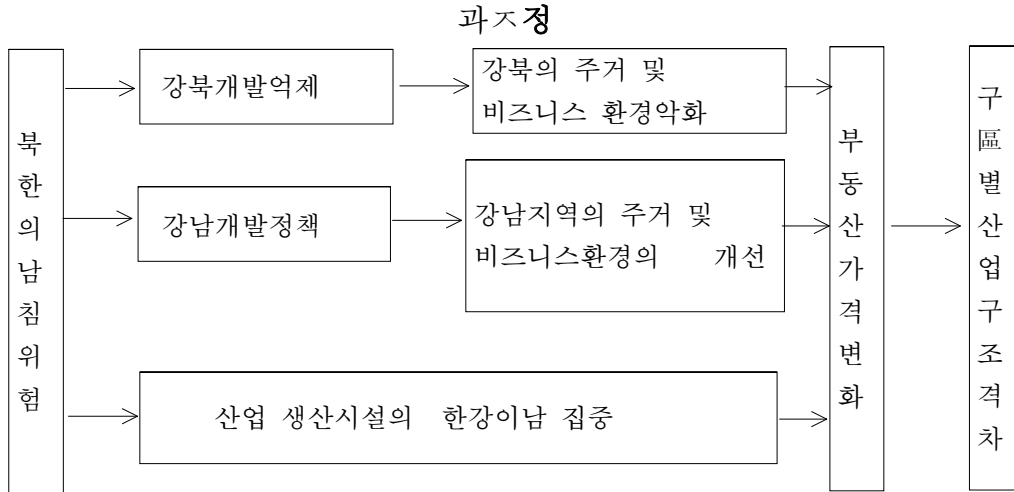 과ㅈ정
북한의남침위험
강북개발억제
강북의 주거 및
비즈니스 환경악화
강남개발정책
강남지역의 주거 및
비즈니스환경의 개선
산업 생산시설의 한강이남 집중
부동산가격변화
구區별산업구조격차